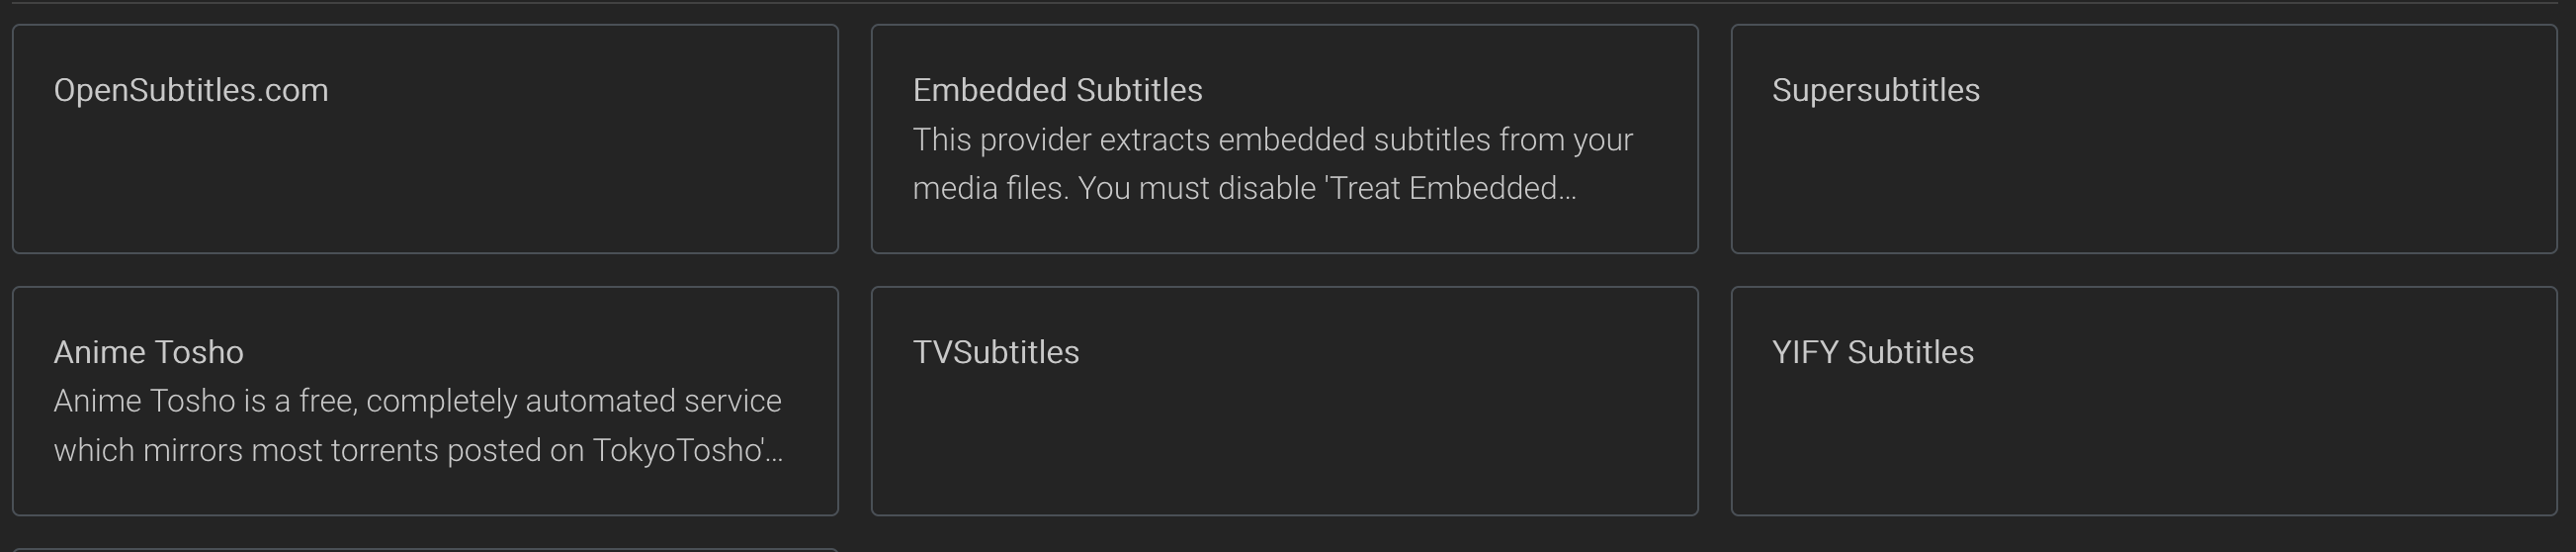 OpenSubtitles.com
Embedded Subtitles
This provider extracts embedded subtitles from your
media files. You must disable 'Treat Embedded...
Supersubtitles
Anime Tosho
Anime Tosho is a free, completely automated service
which mirrors most torrents posted on TokyoTosho'...
TVSubtitles
YIFY Subtitles